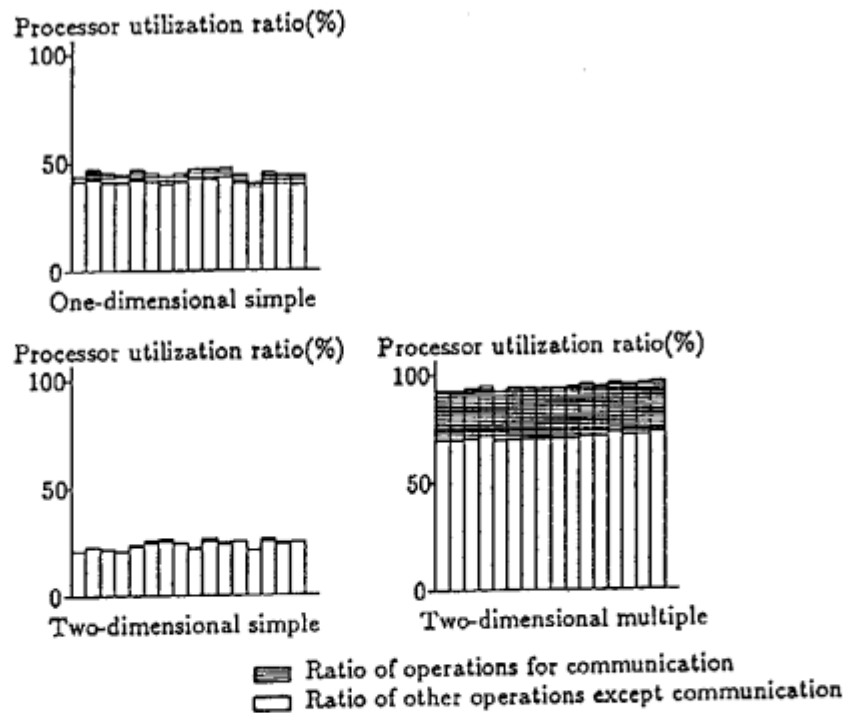 Processor utilization ratio(%)
100
50
0
One-dimensional simple
Processor utilization ratio(%)
100
50
0
Two-dimensional simple
Processor utilization ratio(%)
100
50
0
Two-dimensional multiple
Ratio of operations for communication
Ratio of other operations except communication